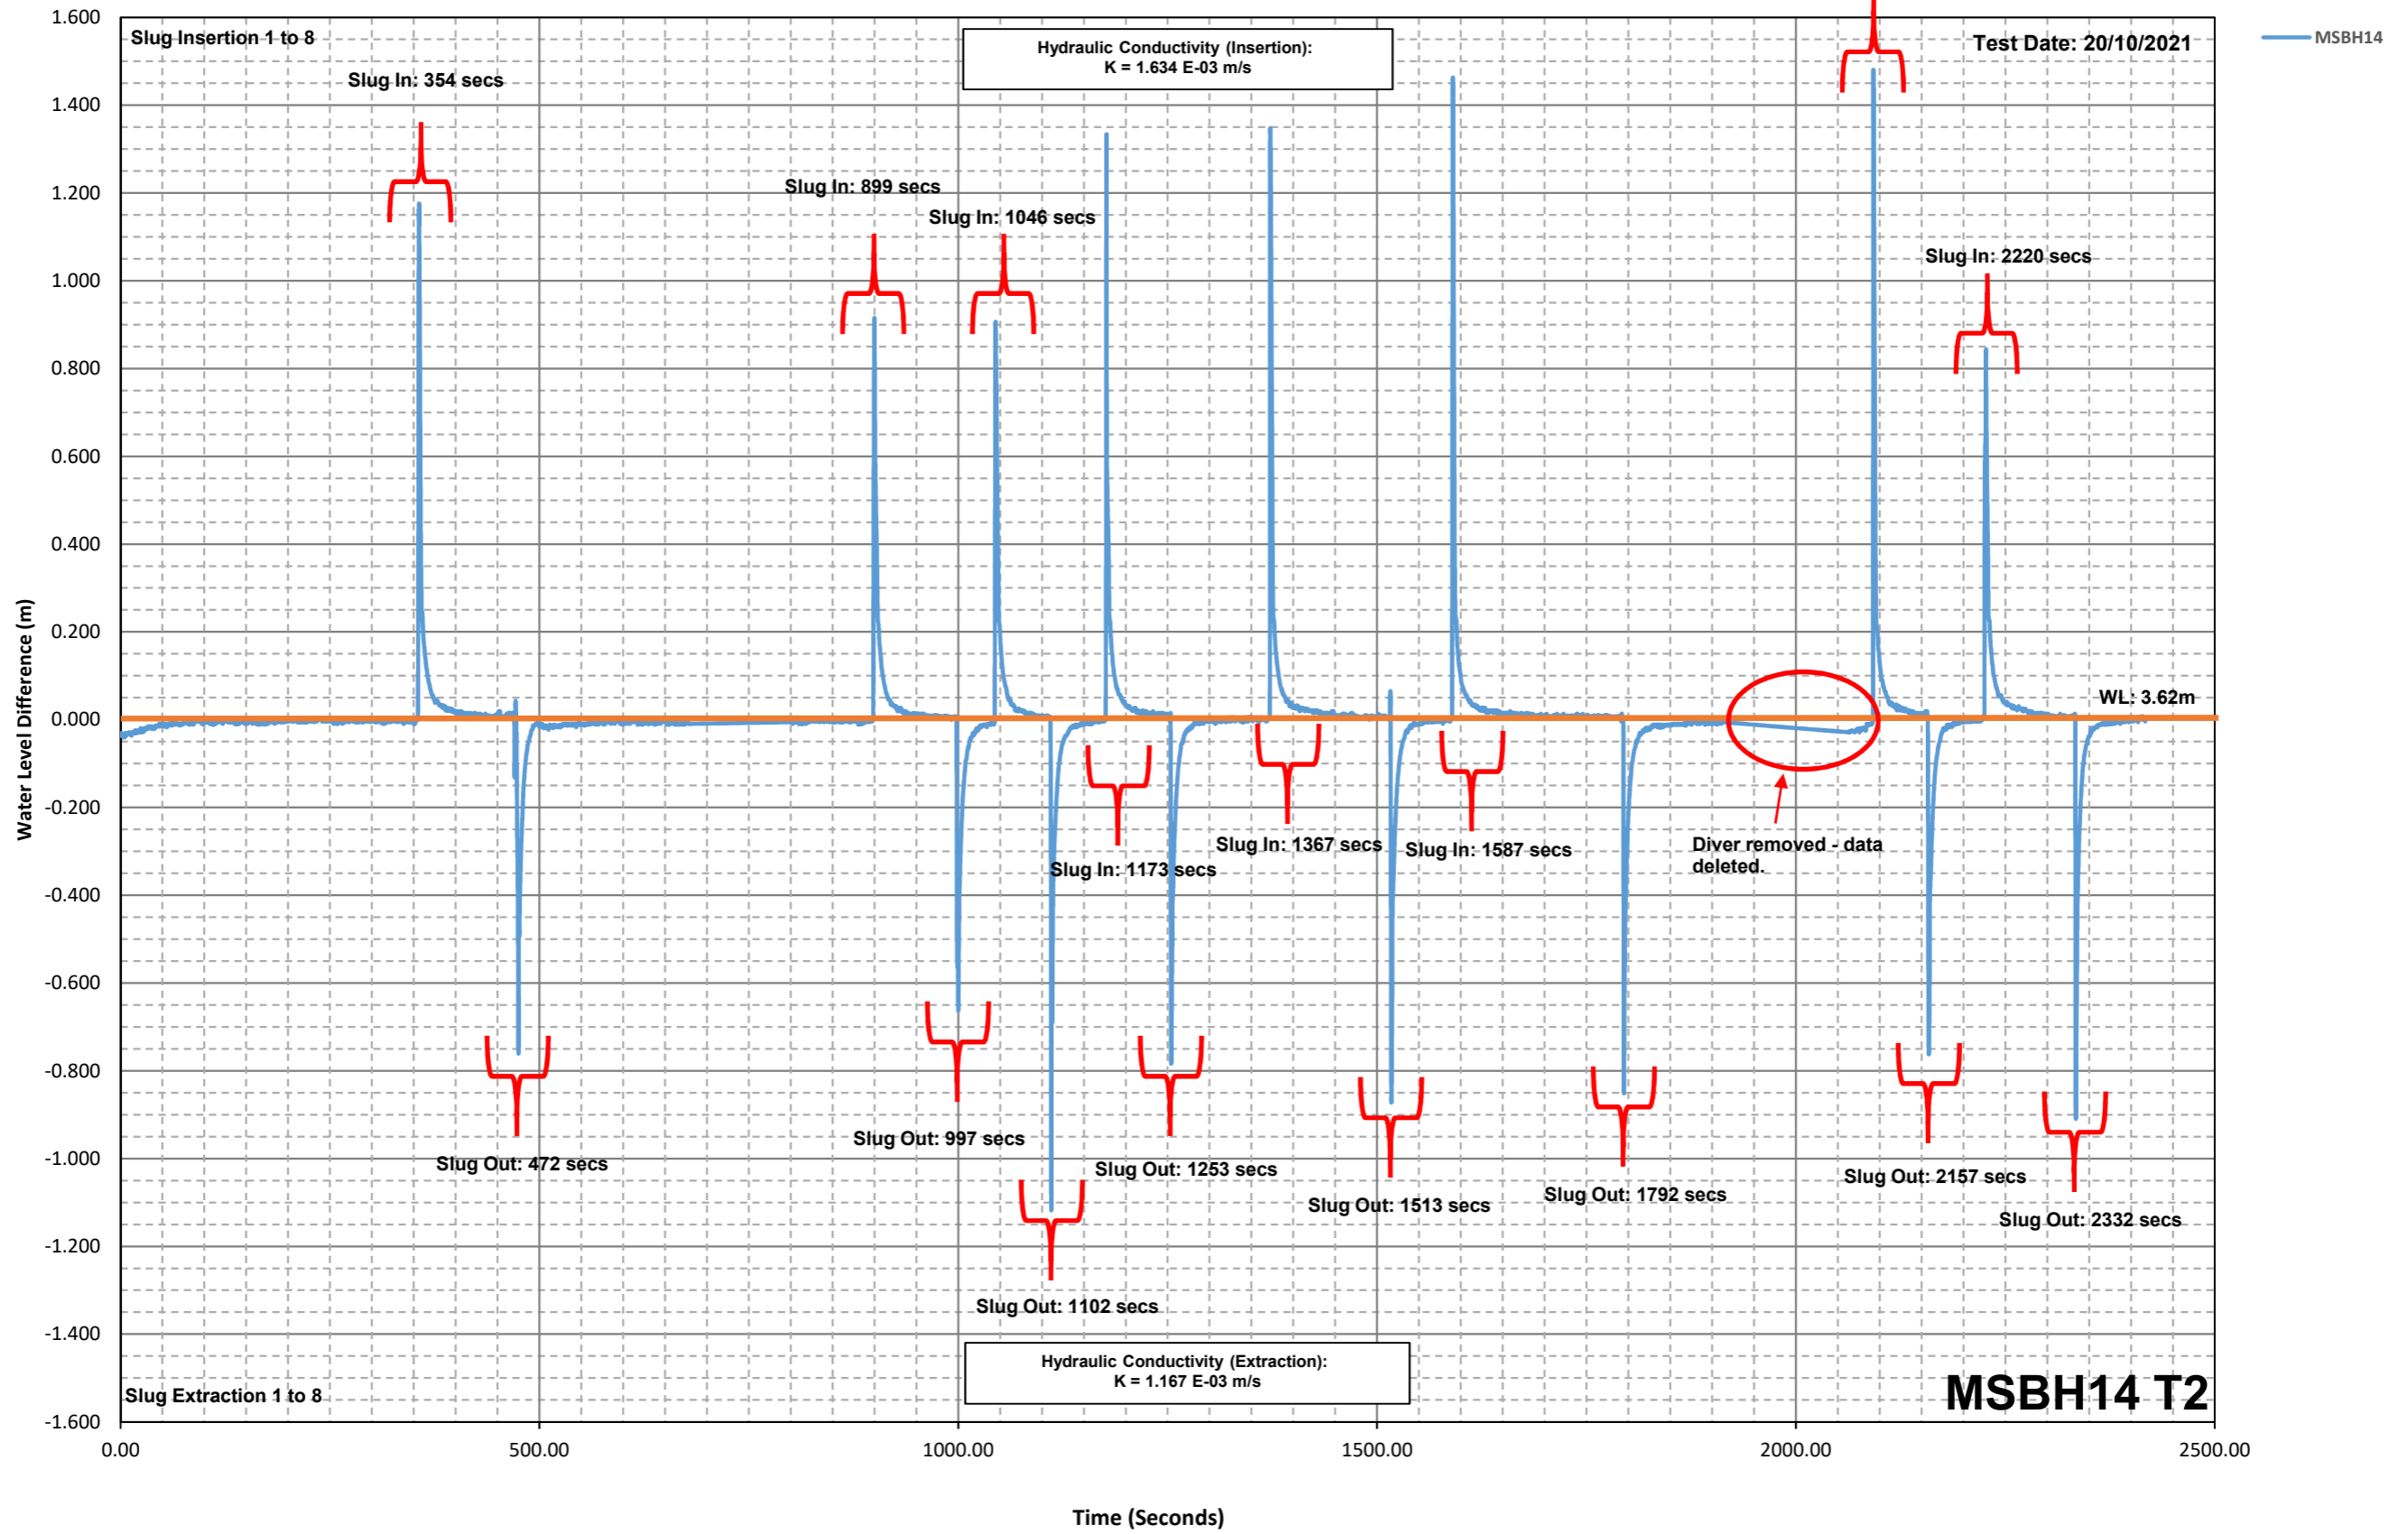 Slug Insertion 1 to 8
Hydraulic Conductivity (Insertion):
K = 1.634 E-03 m/s
Test Date: 20/10/2021
MSBH14
Slug In: 354 secs
Slug In: 899 secs
Slug In: 1046 secs
Slug In: 2220 secs
WL: 3.62m
Slug In: 1173 secs
Slug In: 1367 secs
Slug In: 1587 secs
Diver removed - data
deleted.
Slug Out: 472 secs
Slug Out: 997 secs
Slug Out: 1253 secs
Slug Out: 1513 secs
Slug Out: 1792 secs
Slug Out: 2157 secs
Slug Out: 2332 secs
Slug Out: 1102 secs
Hydraulic Conductivity (Extraction):
K = 1.167 E-03 m/s
Slug Extraction 1 to 8
MSBH14 T2
Water Level Difference (m)
1.600
1.400
1.200
1.000
0.800
0.600
0.400
0.200
0.000
-0.200
-0.400
-0.600
-0.800
-1.000
-1.200
-1.400
-1.600
0.00
500.00
1000.00
1500.00
2000.00
2500.00
Time (Seconds)